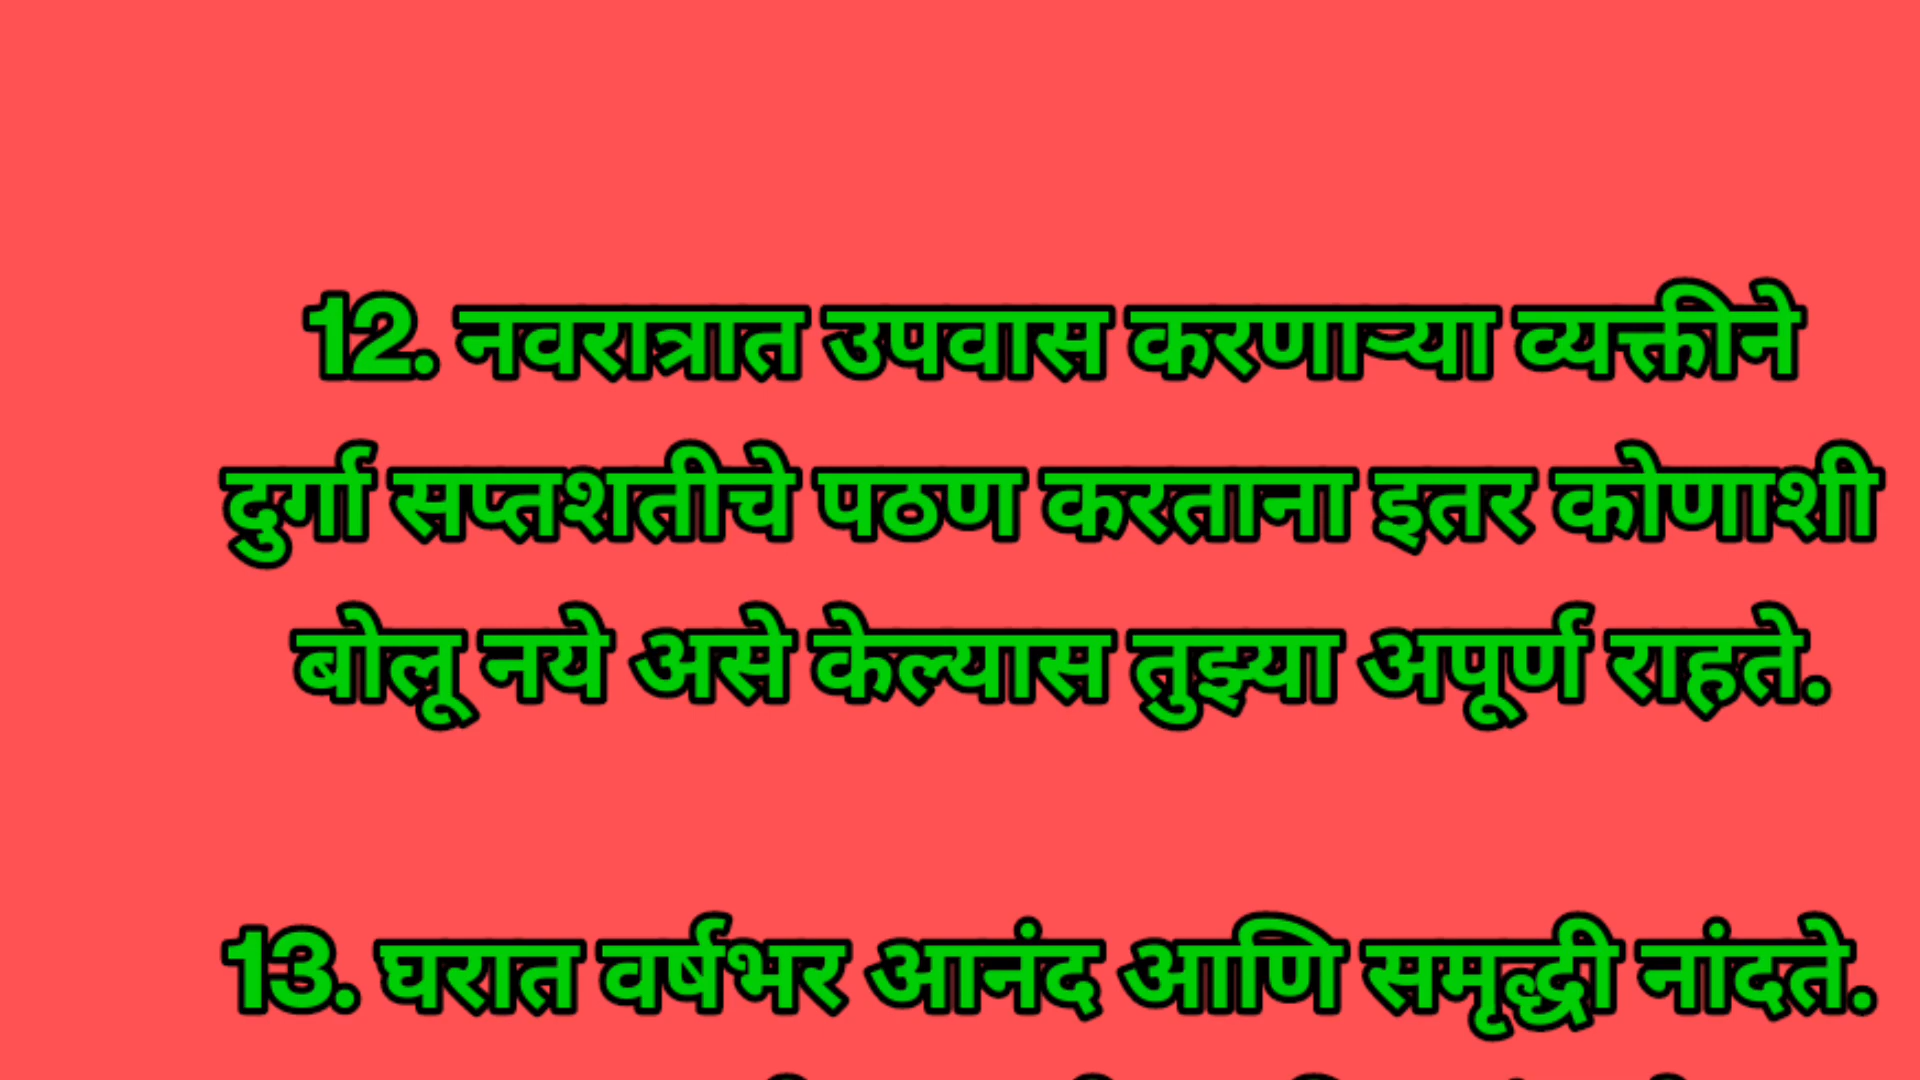 12. नवरात्रात उपवास करणाऱ्या व्यक्तीने
दुर्गा सप्तशतीचे पठण करताना इतर कोणाशी
बोलू नये असे केल्यास तुझ्या अपूर्ण राहते.
13. घरात वर्षभर आनंद आणि समृद्धी नांदते.